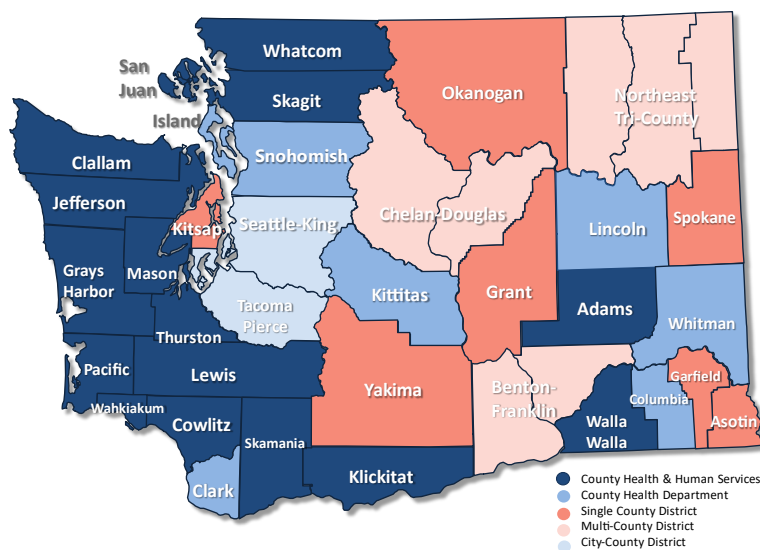 Whatcom
San
Juan
Skagit
Okanogan
Northeast
Tri-County
Island
Snohomish
Clallam
Jefferson
Kitsap
Seattle-King
Chelan-Douglas
Lincoln
Spokane
Grays
Harbor
Mason
Kittitas
Grant
Adams
Whitman
Tacoma
Pierce
Thurston
Pacific
Lewis
Yakima
Benton-
Franklin
Garfield
Columbia
Asotin
Wahkiakum
Cowlitz
Skamania
Walla
Walla
Klickitat
Clark
County Health & Human Services
County Health Department
Single County District
Multi-County District
City-County District